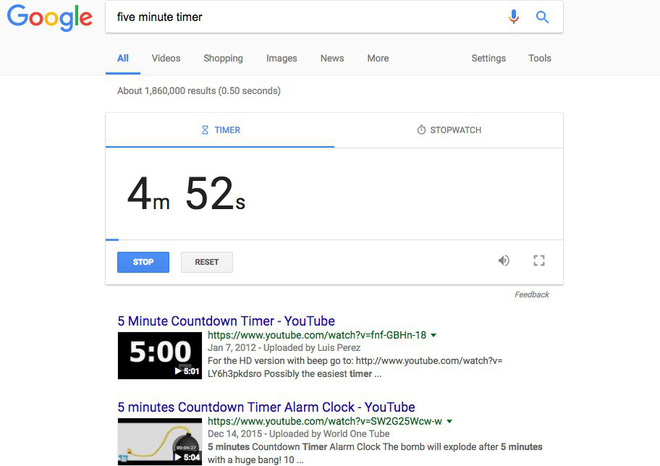 Google
five minute timer
All Videos Shopping Images News More Settings Tools
About 1,860,000 results (0.50 seconds)
TIMER STOPWATCH
4m 52s
STOP RESET
Feedback
5 Minute Countdown Timer - YouTube
https://www.youtube.com/watch?v=fnf-GBHn-18
Jan 7, 2012 - Uploaded by Luis Perez
For the HD version with beep go to: http://www.youtube.com/watch?v=
LY6h3pkdsro Possibly the easiest timer ...
5:00
5:01
5 minutes Countdown Timer Alarm Clock - YouTube
https://www.youtube.com/watch?v=SW2G25Wcw-w
Dec 14, 2015 - Uploaded by World One Tube
5 minutes Countdown Timer Alarm Clock The bomb will explode after 5 minutes
with a huge bang! 10 ...
5:04